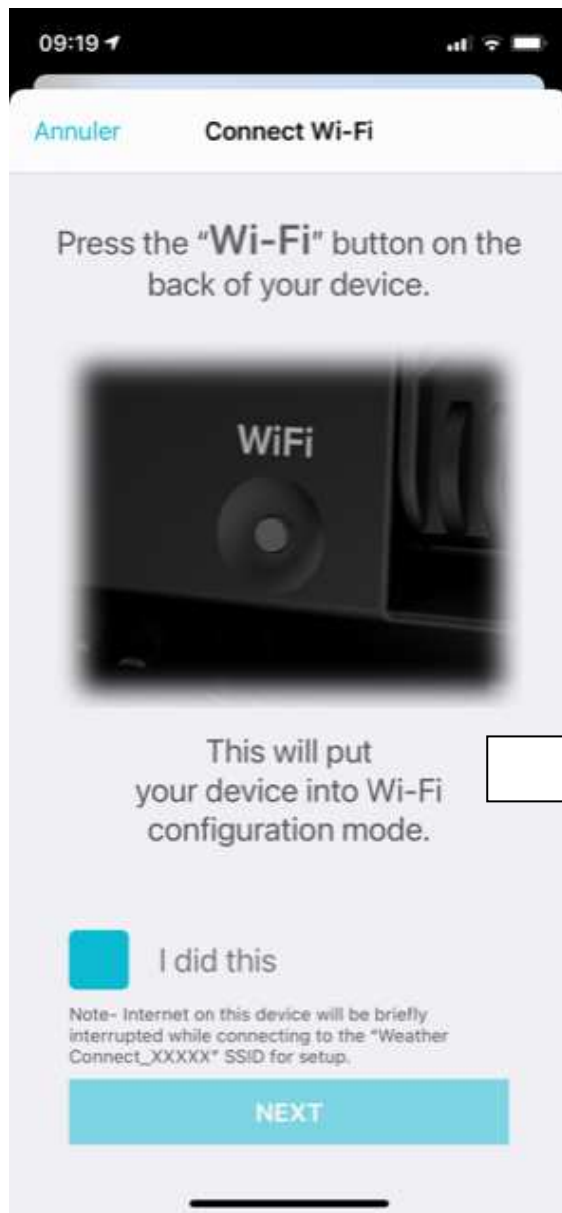 09:19
Annuler Connect Wi-Fi
Press the “Wi-Fi” button on the
back of your device.
WiFi
This will put
your device into Wi-Fi
configuration mode.
I did this
Note- Internet on this device will be briefly
interrupted while connecting to the "Weather
Connect_XXXXX" SSID for setup.
NEXT